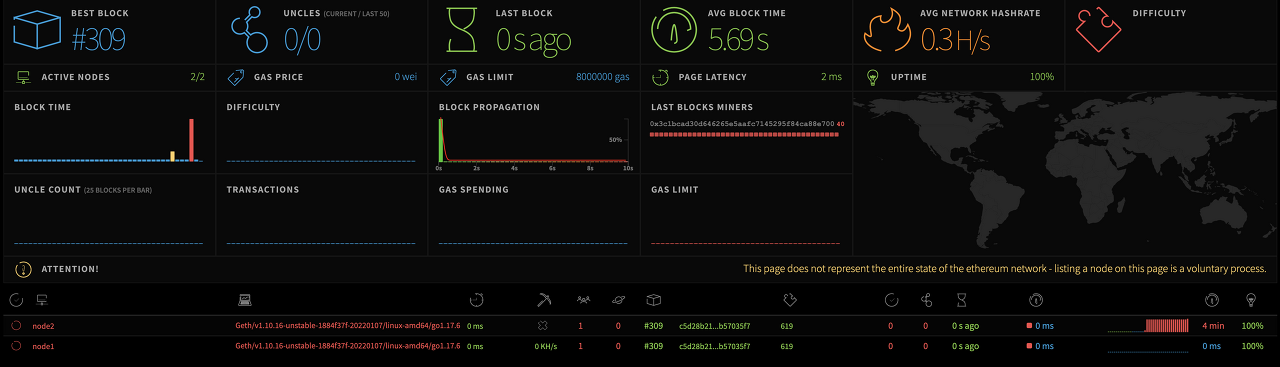 BEST BLOCK
#309
UNCLES (CURRENT / LAST 50)
0/0
LAST BLOCK
0 s ago
AVG BLOCK TIME
5.69 s
AVG NETWORK HASHRATE
0.3 H/s
DIFFICULTY
ACTIVE NODES 2/2
GAS PRICE 0 wei
GAS LIMIT 8000000 gas
PAGE LATENCY 2 ms
UPTIME 100%
BLOCK TIME
DIFFICULTY
BLOCK PROPAGATION
50%
0s 2s 4s 6s 8s 10s
LAST BLOCKS MINERS
0x3c1bcad30d646265e5aafc7145295f84ca88e700 40
UNCLE COUNT (25 BLOCKS PER BAR)
TRANSACTIONS
GAS SPENDING
GAS LIMIT
ATTENTION!
This page does not represent the entire state of the ethereum network - listing a node on this page is a voluntary process.
node2 Geth/v1.10.16-unstable-1884f37f-20220107/linux-amd64/go1.17.6 0 ms 1 0 #309 c5d28b21...b57035f7 619 0 0 0 s ago 0 ms 4 min 100%
node1 Geth/v1.10.16-unstable-1884f37f-20220107/linux-amd64/go1.17.6 0 ms 0 KH/s 1 0 #309 c5d28b21...b57035f7 619 0 0 0 s ago 0 ms 0 ms 100%